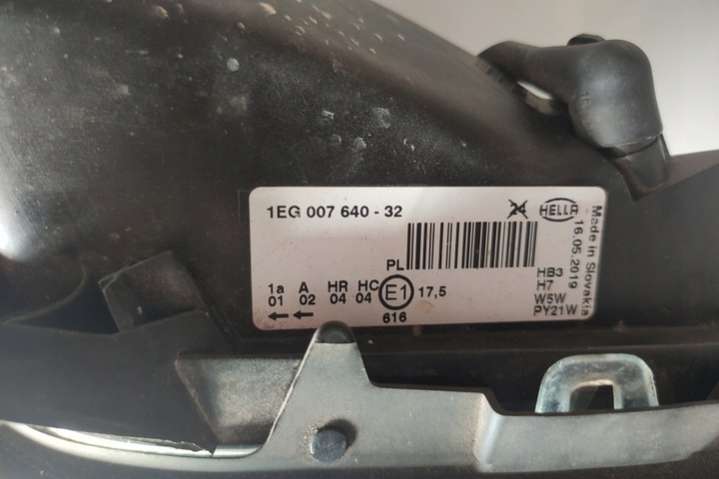 1EG 007 640 - 32
HELLA
PL
1a A HR HC E1 17,5
01 02 04 04
616
HB3
H7
W5W
PY21W
16.05.2019
Made in Slovakia